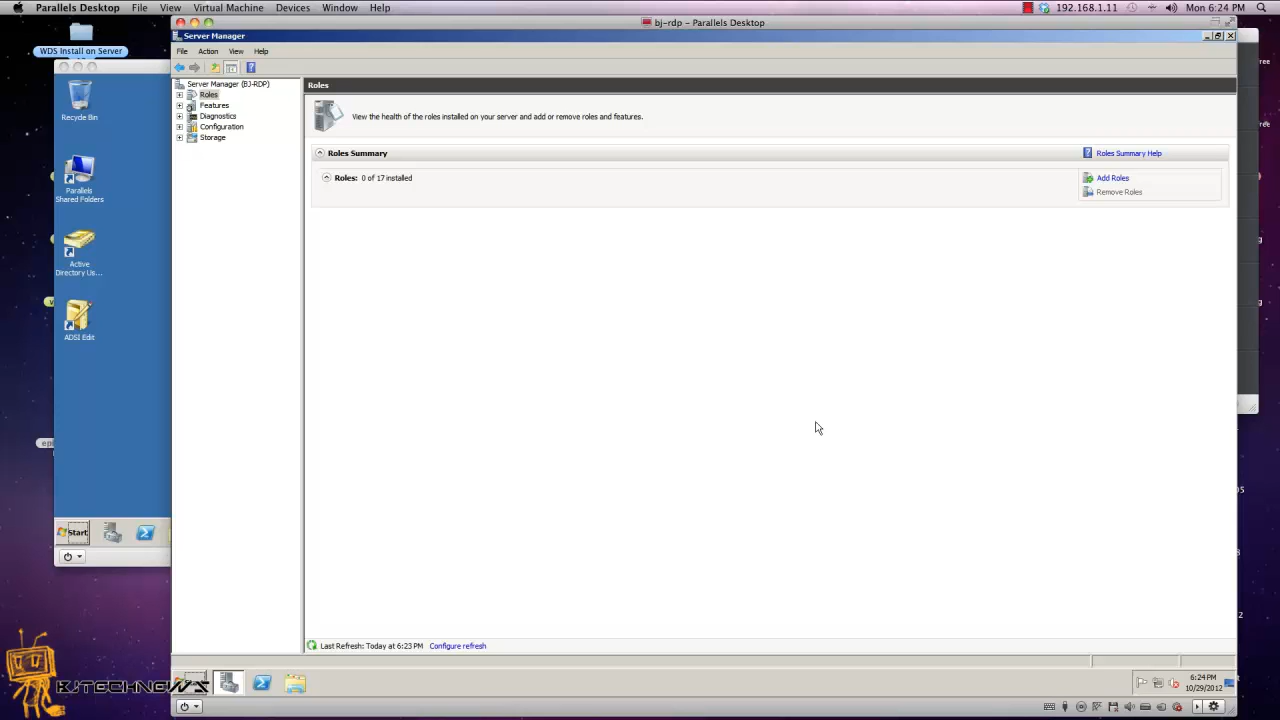 Parallels Desktop File View Virtual Machine Devices Window Help 192.168.1.11 Mon 6:24 PM
bj-rdp - Parallels Desktop
Server Manager
WDS Install on Server
File Action View Help
Server Manager (BJ-RDP)
Roles
Features
Diagnostics
Configuration
Storage
Roles
View the health of the roles installed on your server and add or remove roles and features.
Roles Summary
Roles Summary Help
Roles: 0 of 17 installed
Add Roles
Remove Roles
Recycle Bin
Parallels
Shared Folders
Active
Directory Us...
ADSI Edit
Start
Last Refresh: Today at 6:23 PM Configure refresh
6:24 PM
10/29/2012
BJTECHNEWS